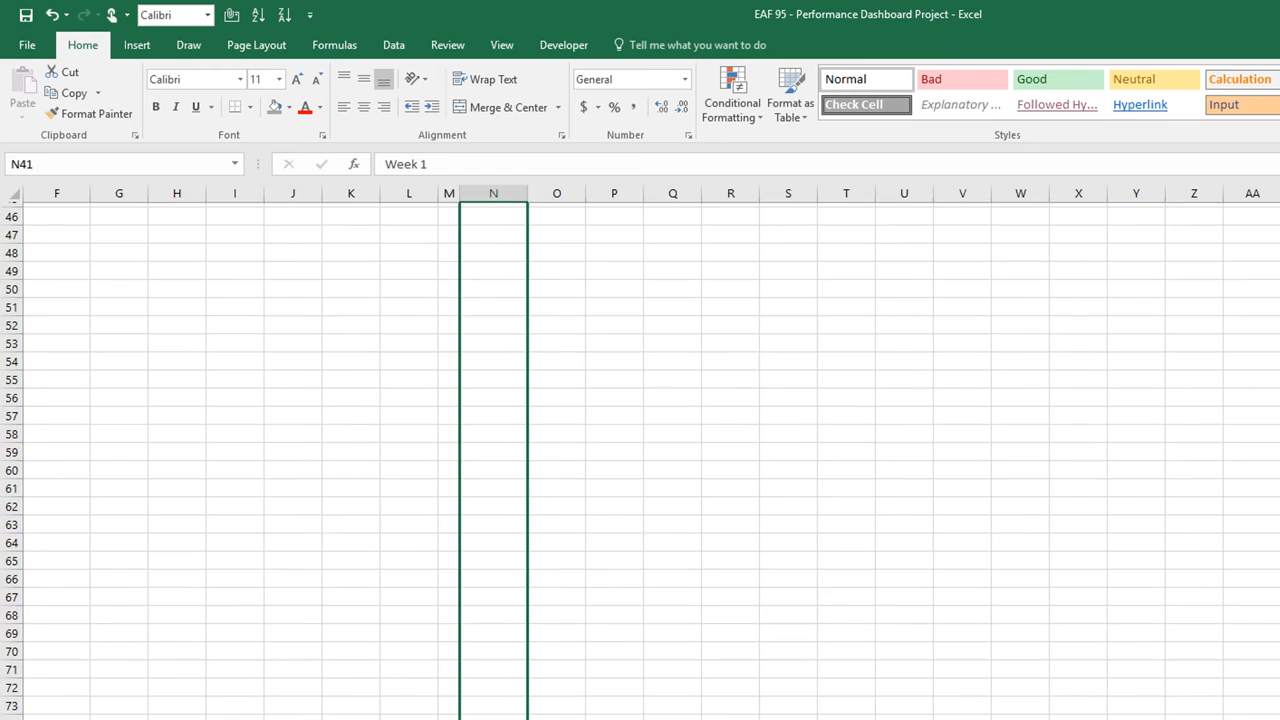 Calibri
EAF 95 - Performance Dashboard Project - Excel
File Home Insert Draw Page Layout Formulas Data Review View Developer Tell me what you want to do
Paste
Cut
Copy
Format Painter
Clipboard
Calibri 11
B I U A
Font
Wrap Text
Merge & Center
Alignment
General
$ % ,
Number
Conditional
Formatting
Format as
Table
Normal Bad Good Neutral Calculation
Check Cell Explanatory ... Followed Hy... Hyperlink Input
Styles
N41 fx Week 1
F G H I J K L M N O P Q R S T U V W X Y Z AA
46
47
48
49
50
51
52
53
54
55
56
57
58
59
60
61
62
63
64
65
66
67
68
69
70
71
72
73